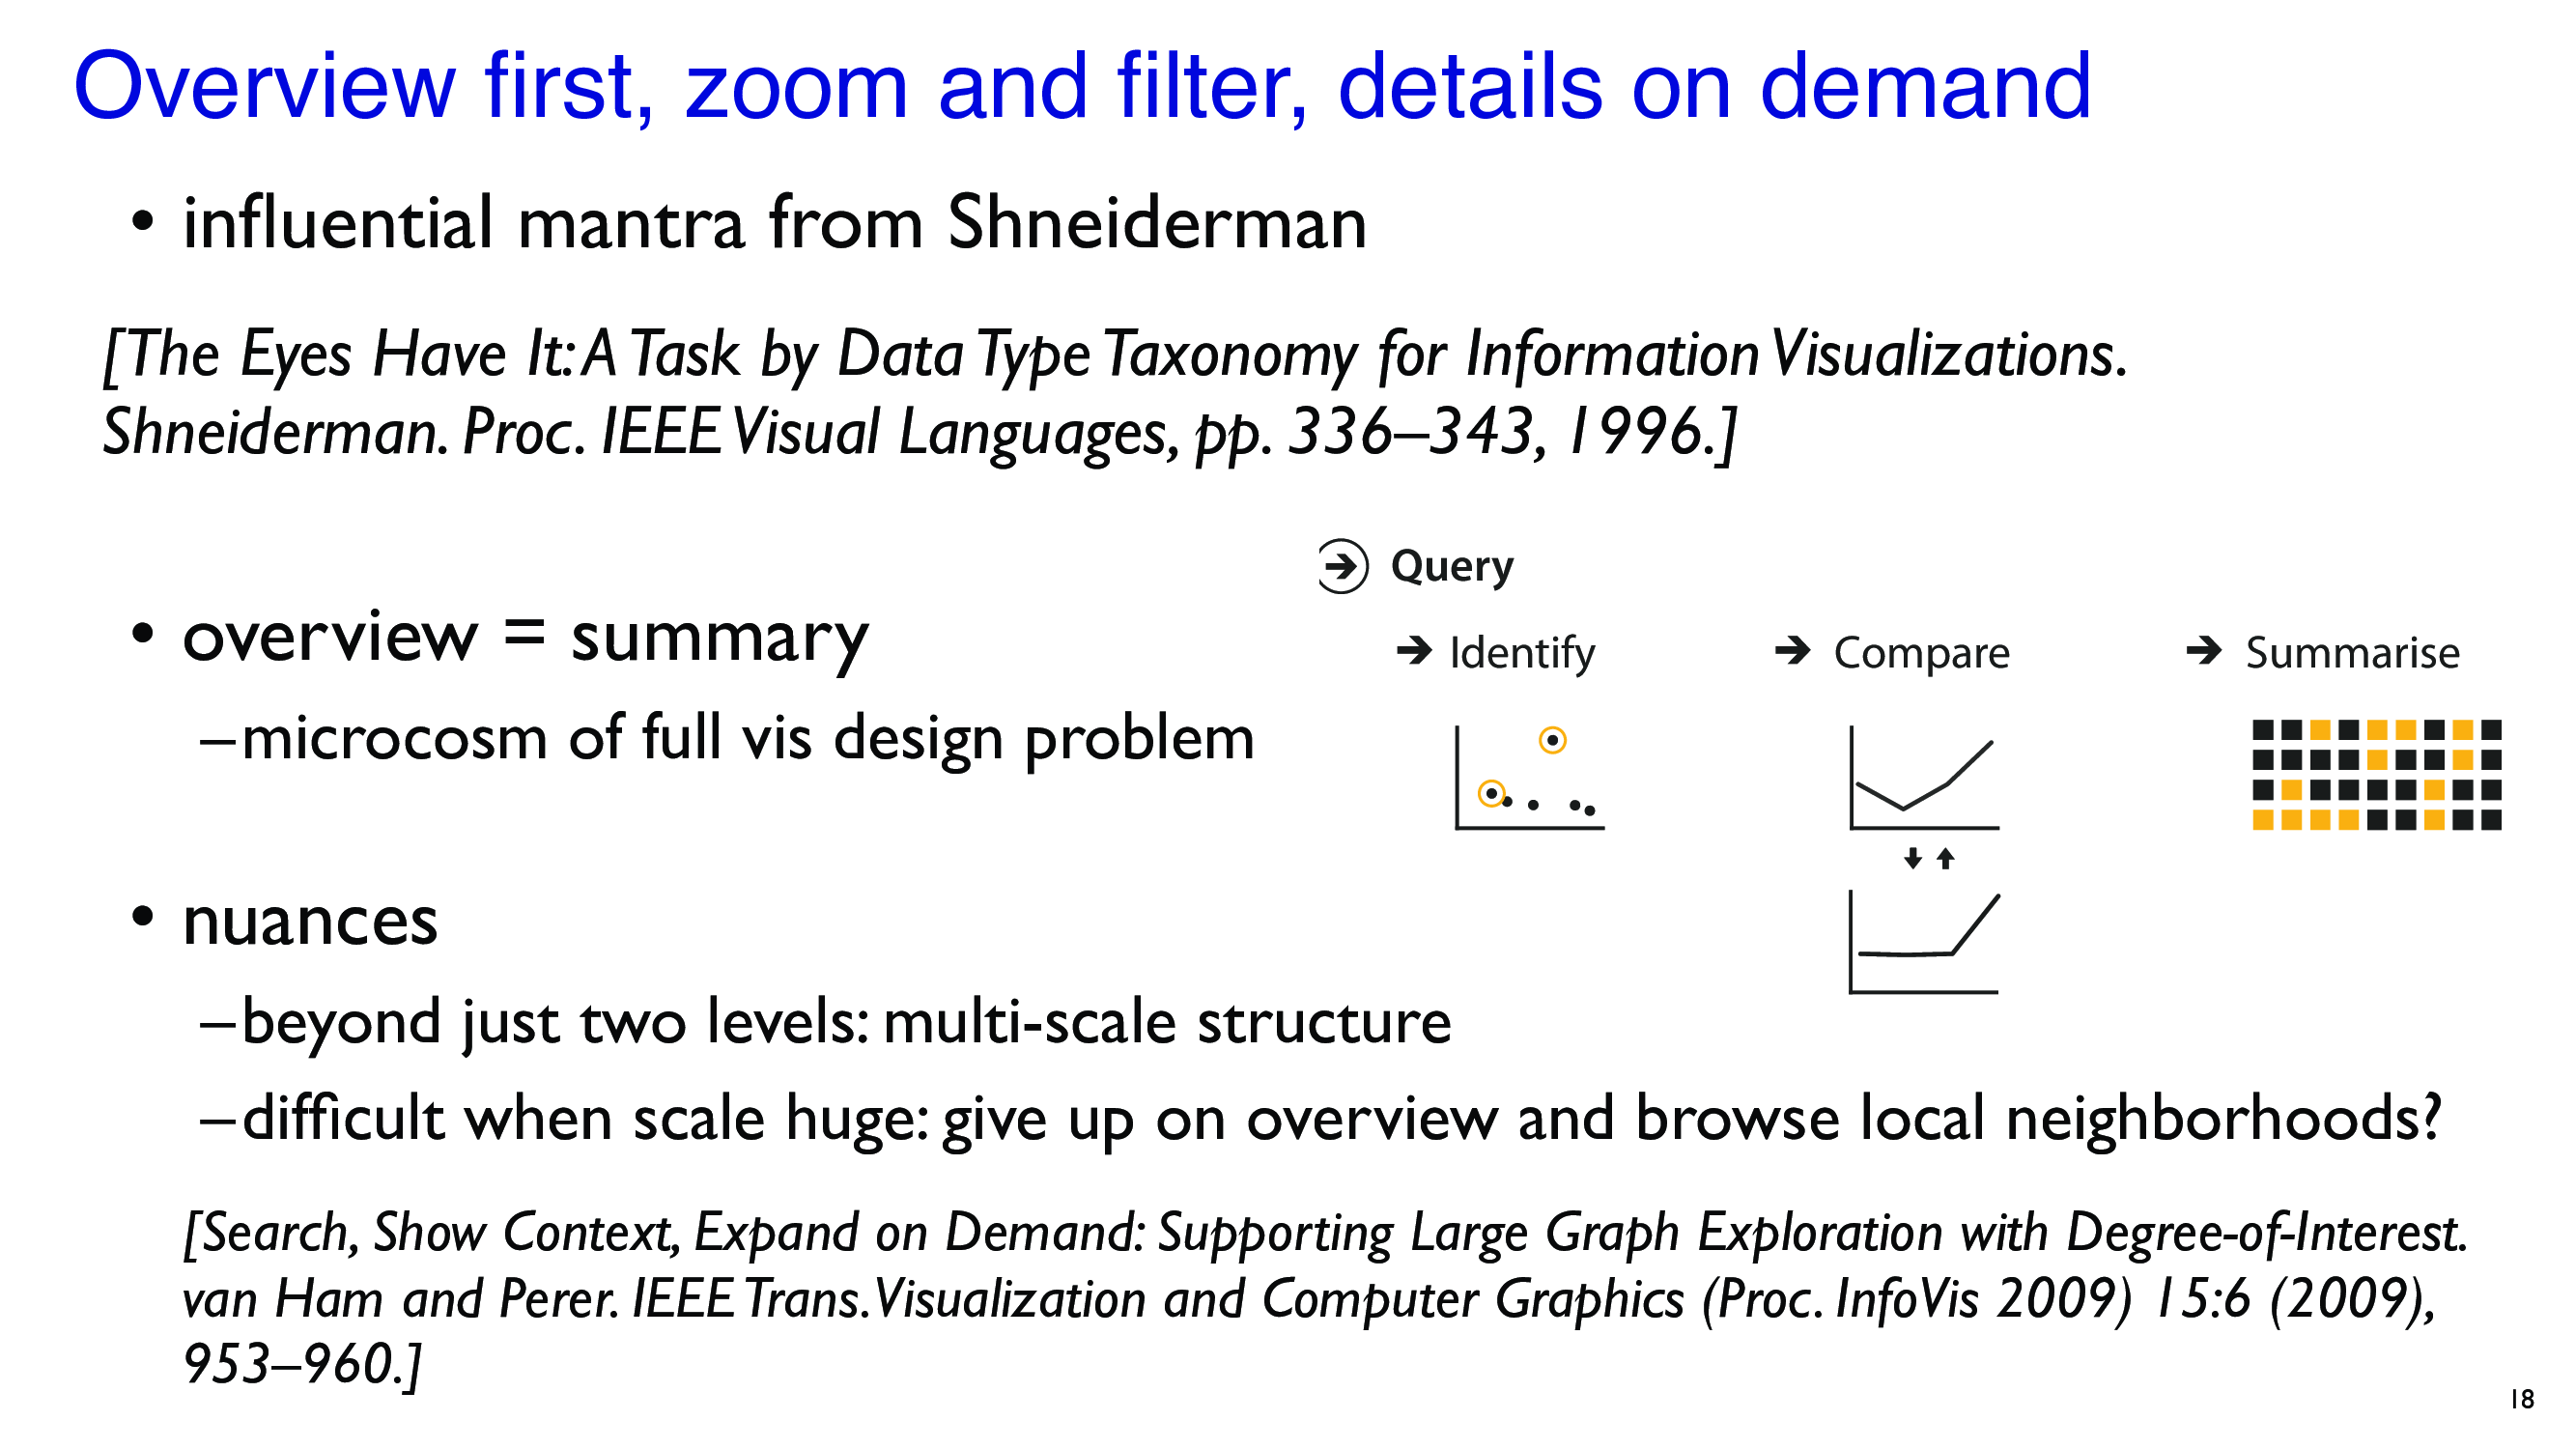 Overview first, zoom and filter, details on demand
• influential mantra from Shneiderman
[The Eyes Have It: A Task by Data Type Taxonomy for Information Visualizations.
Shneiderman. Proc. IEEE Visual Languages, pp. 336–343, 1996.]
• overview = summary
–microcosm of full vis design problem
Query
Identify
Compare
Summarise
• nuances
–beyond just two levels: multi-scale structure
–difficult when scale huge: give up on overview and browse local neighborhoods?
[Search, Show Context, Expand on Demand: Supporting Large Graph Exploration with Degree-of-Interest.
van Ham and Perer. IEEE Trans. Visualization and Computer Graphics (Proc. InfoVis 2009) 15:6 (2009),
953–960.]
18